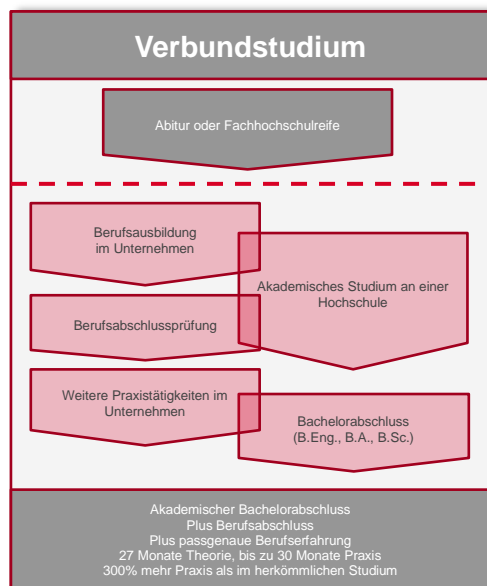 Verbundstudium
Abitur oder Fachhochschulreife
Berufsausbildung
im Unternehmen
Akademisches Studium an einer
Hochschule
Berufsabschlussprüfung
Weitere Praxistätigkeiten im
Unternehmen
Bachelorabschluss
(B.Eng., B.A., B.Sc.)
Akademischer Bachelorabschluss
Plus Berufsabschluss
Plus passgenaue Berufserfahrung
27 Monate Theorie, bis zu 30 Monate Praxis
300% mehr Praxis als im herkömmlichen Studium